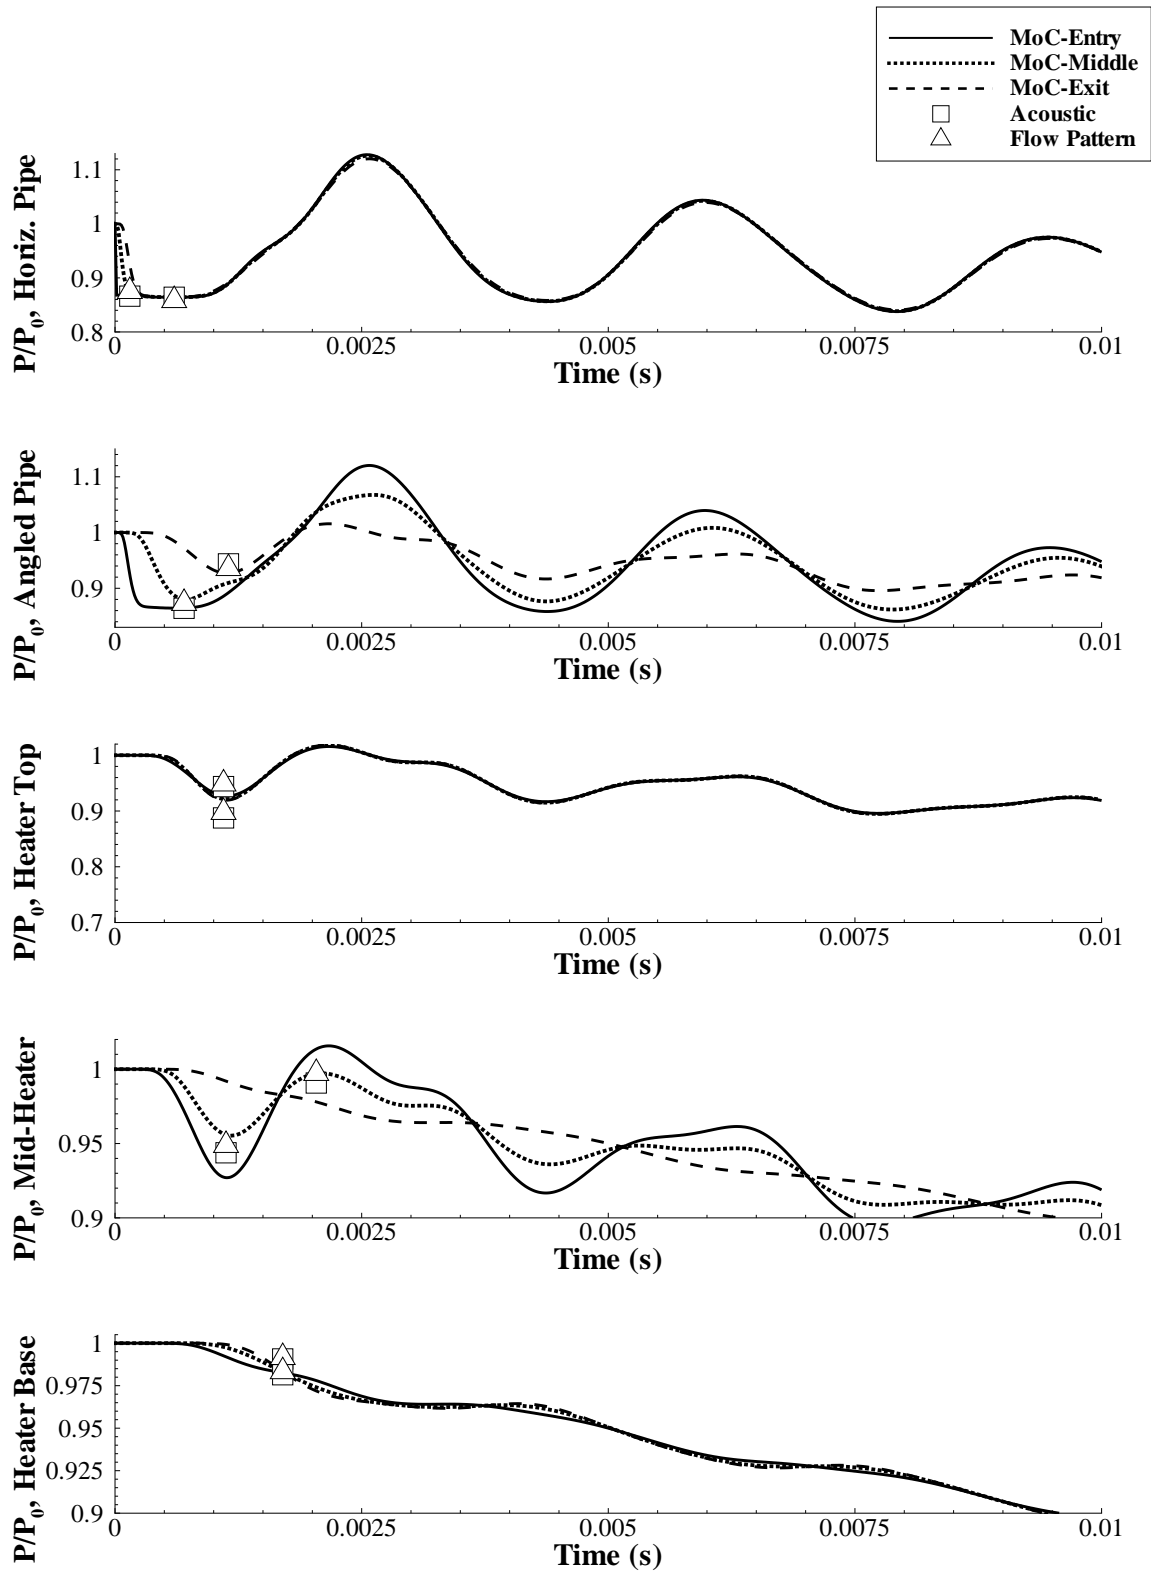 MoC-Entry
MoC-Middle
MoC-Exit
Acoustic
Flow Pattern
P/P0, Horiz. Pipe
1.1
1
0.9
0.8
0 0.0025 0.005 0.0075 0.01
Time (s)
P/P0, Angled Pipe
1.1
1
0.9
0 0.0025 0.005 0.0075 0.01
Time (s)
P/P0, Heater Top
1
0.9
0.8
0.7
0 0.0025 0.005 0.0075 0.01
Time (s)
P/P0, Mid-Heater
1
0.95
0.9
0 0.0025 0.005 0.0075 0.01
Time (s)
P/P0, Heater Base
1
0.975
0.95
0.925
0.9
0 0.0025 0.005 0.0075 0.01
Time (s)